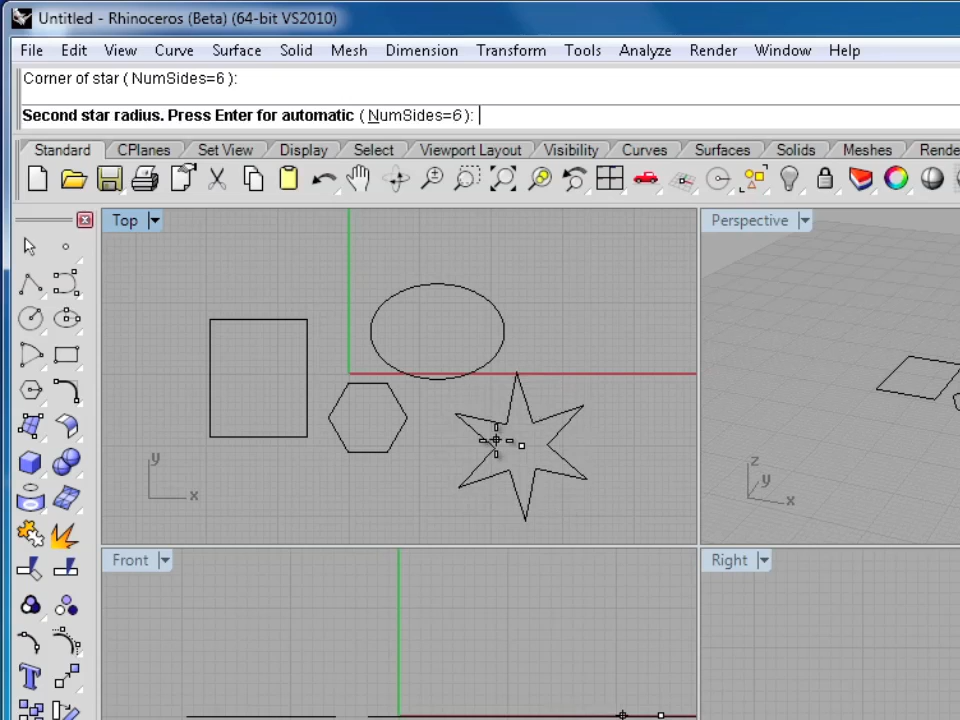 Untitled - Rhinoceros (Beta) (64-bit VS2010)
File Edit View Curve Surface Solid Mesh Dimension Transform Tools Analyze Render Window Help
Corner of star ( NumSides=6 ):
Second star radius. Press Enter for automatic ( NumSides=6 ):
Standard CPlanes Set View Display Select Viewport Layout Visibility Curves Surfaces Solids Meshes Rende
Top Perspective
y
x
z
y
x
Front Right